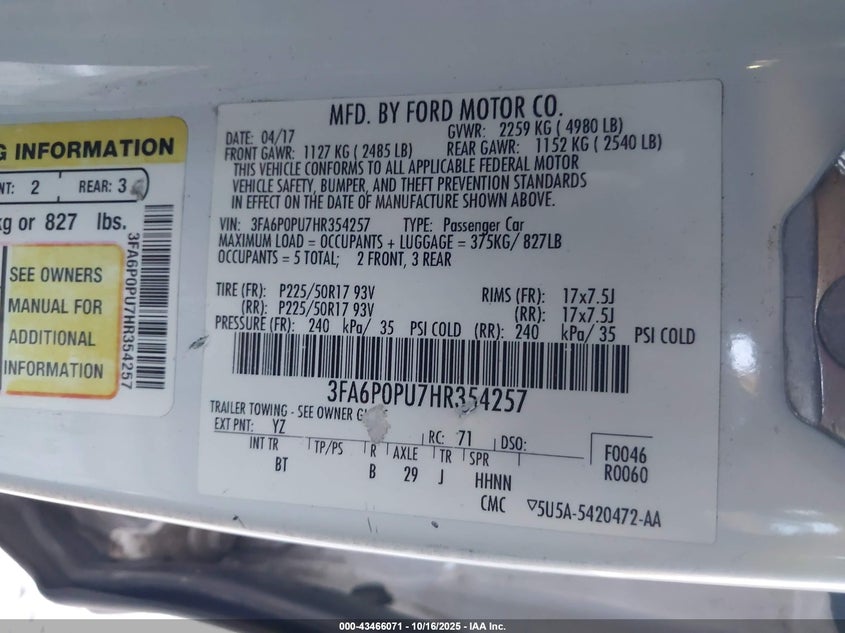 G INFORMATION
NT: 2 REAR: 3
kg or 827 lbs.
SEE OWNERS
MANUAL FOR
ADDITIONAL
INFORMATION
3FA6P0PU7HR354257
MFD. BY FORD MOTOR CO.
DATE: 04/17 GVWR: 2259 KG ( 4980 LB)
FRONT GAWR: 1127 KG ( 2485 LB) REAR GAWR: 1152 KG ( 2540 LB)
THIS VEHICLE CONFORMS TO ALL APPLICABLE FEDERAL MOTOR
VEHICLE SAFETY, BUMPER, AND THEFT PREVENTION STANDARDS
IN EFFECT ON THE DATE OF MANUFACTURE SHOWN ABOVE.
VIN: 3FA6P0PU7HR354257 TYPE: Passenger Car
MAXIMUM LOAD = OCCUPANTS + LUGGAGE = 375KG/ 827LB
OCCUPANTS = 5 TOTAL; 2 FRONT, 3 REAR
TIRE (FR): P225/50R17 93V RIMS (FR): 17x7.5J
(RR): P225/50R17 93V (RR): 17x7.5J
PRESSURE (FR): 240 kPa/ 35 PSI COLD (RR): 240 kPa/ 35 PSI COLD
3FA6P0PU7HR354257
TRAILER TOWING - SEE OWNER G
EXT PNT: YZ RC: 71 DSO: F0046
INT TR TP/PS R AXLE TR SPR R0060
BT B 29 J HHNN
CMC 5U5A-5420472-AA
000-43466071 | 10/16/2025 - IAA Inc.